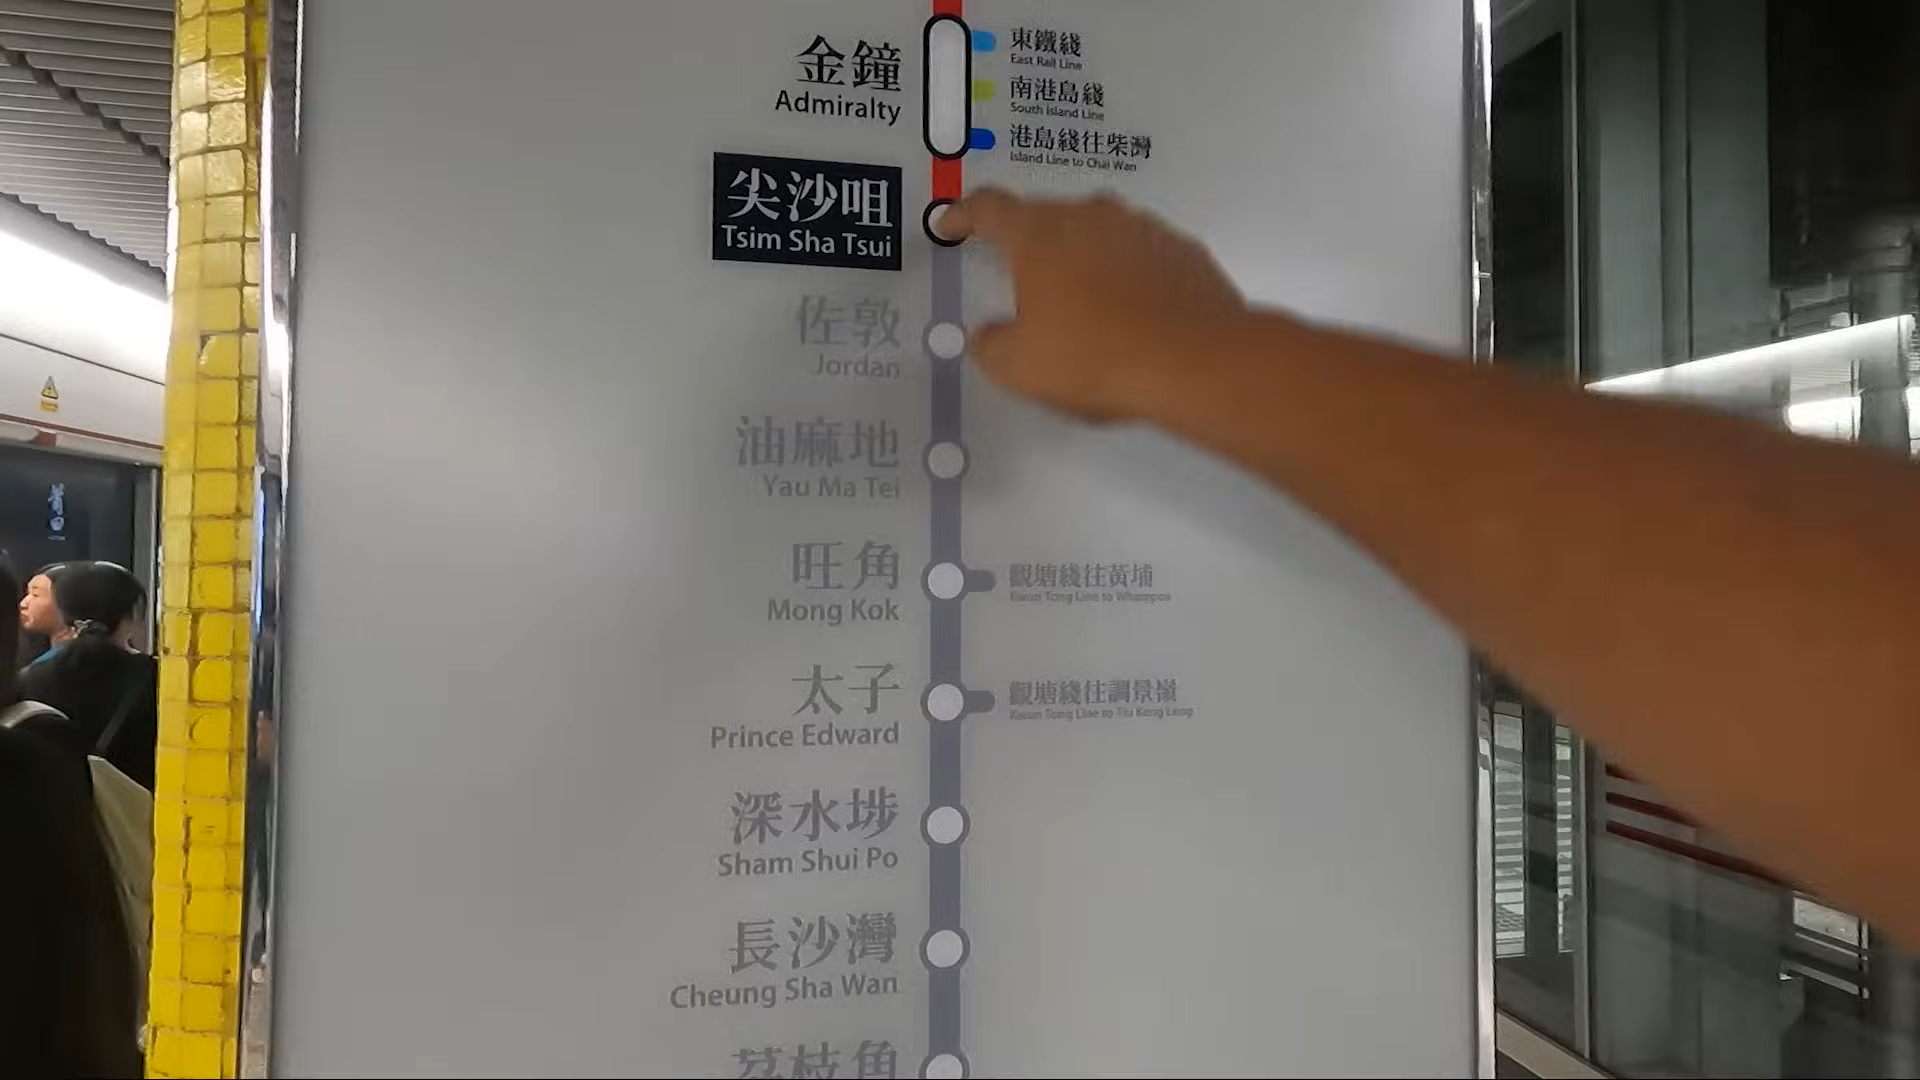 金鐘
Admiralty
東鐵綫
East Rail Line
南港島綫
South Island Line
港島綫往柴灣
Island Line to Chai Wan
尖沙咀
Tsim Sha Tsui
佐敦
Jordan
油麻地
Yau Ma Tei
旺角
Mong Kok
觀塘綫往黃埔
Kwun Tong Line to Whampoa
太子
Prince Edward
觀塘綫往調景嶺
Kwun Tong Line to Tiu Keng Leng
深水埗
Sham Shui Po
長沙灣
Cheung Sha Wan
荔枝角